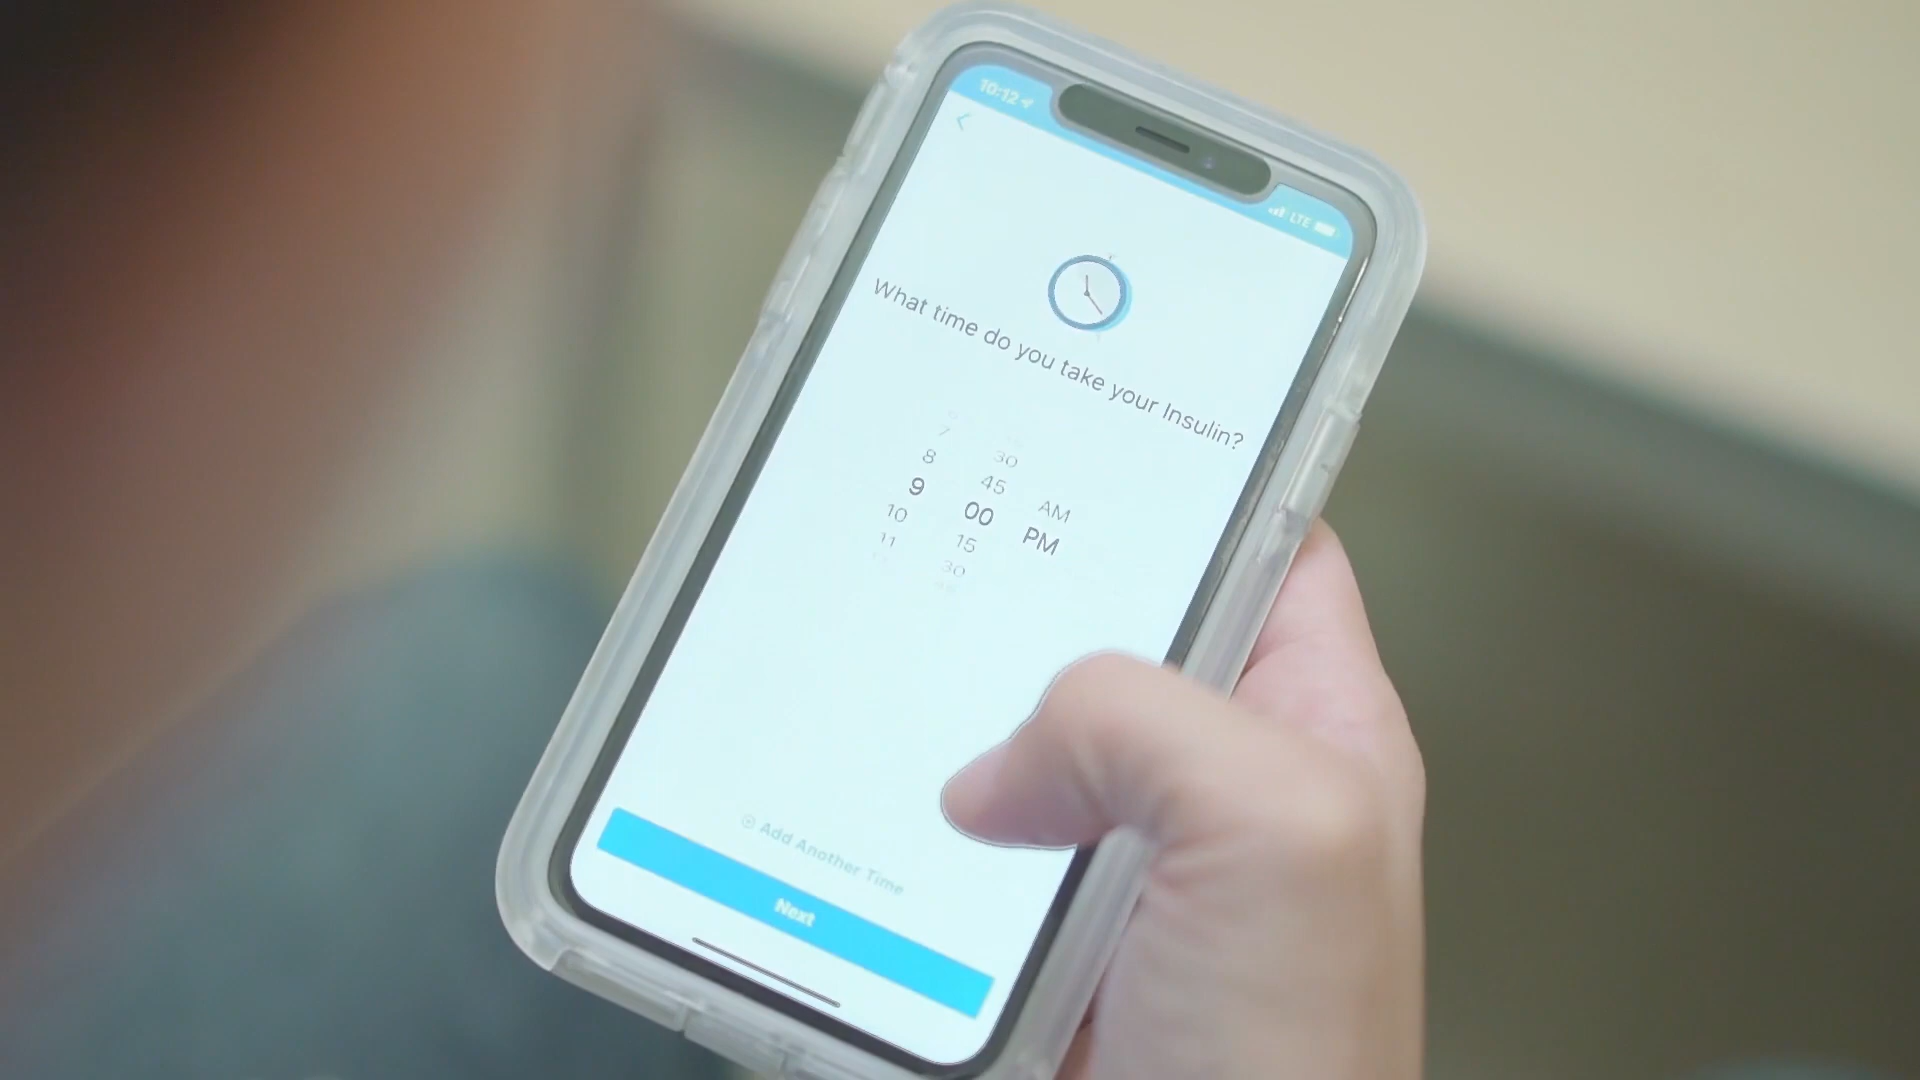 10:12
LTE
What time do you take your Insulin?
7
8 30
9 45 AM
10 00 PM
11 15
30
Add Another Time
Next